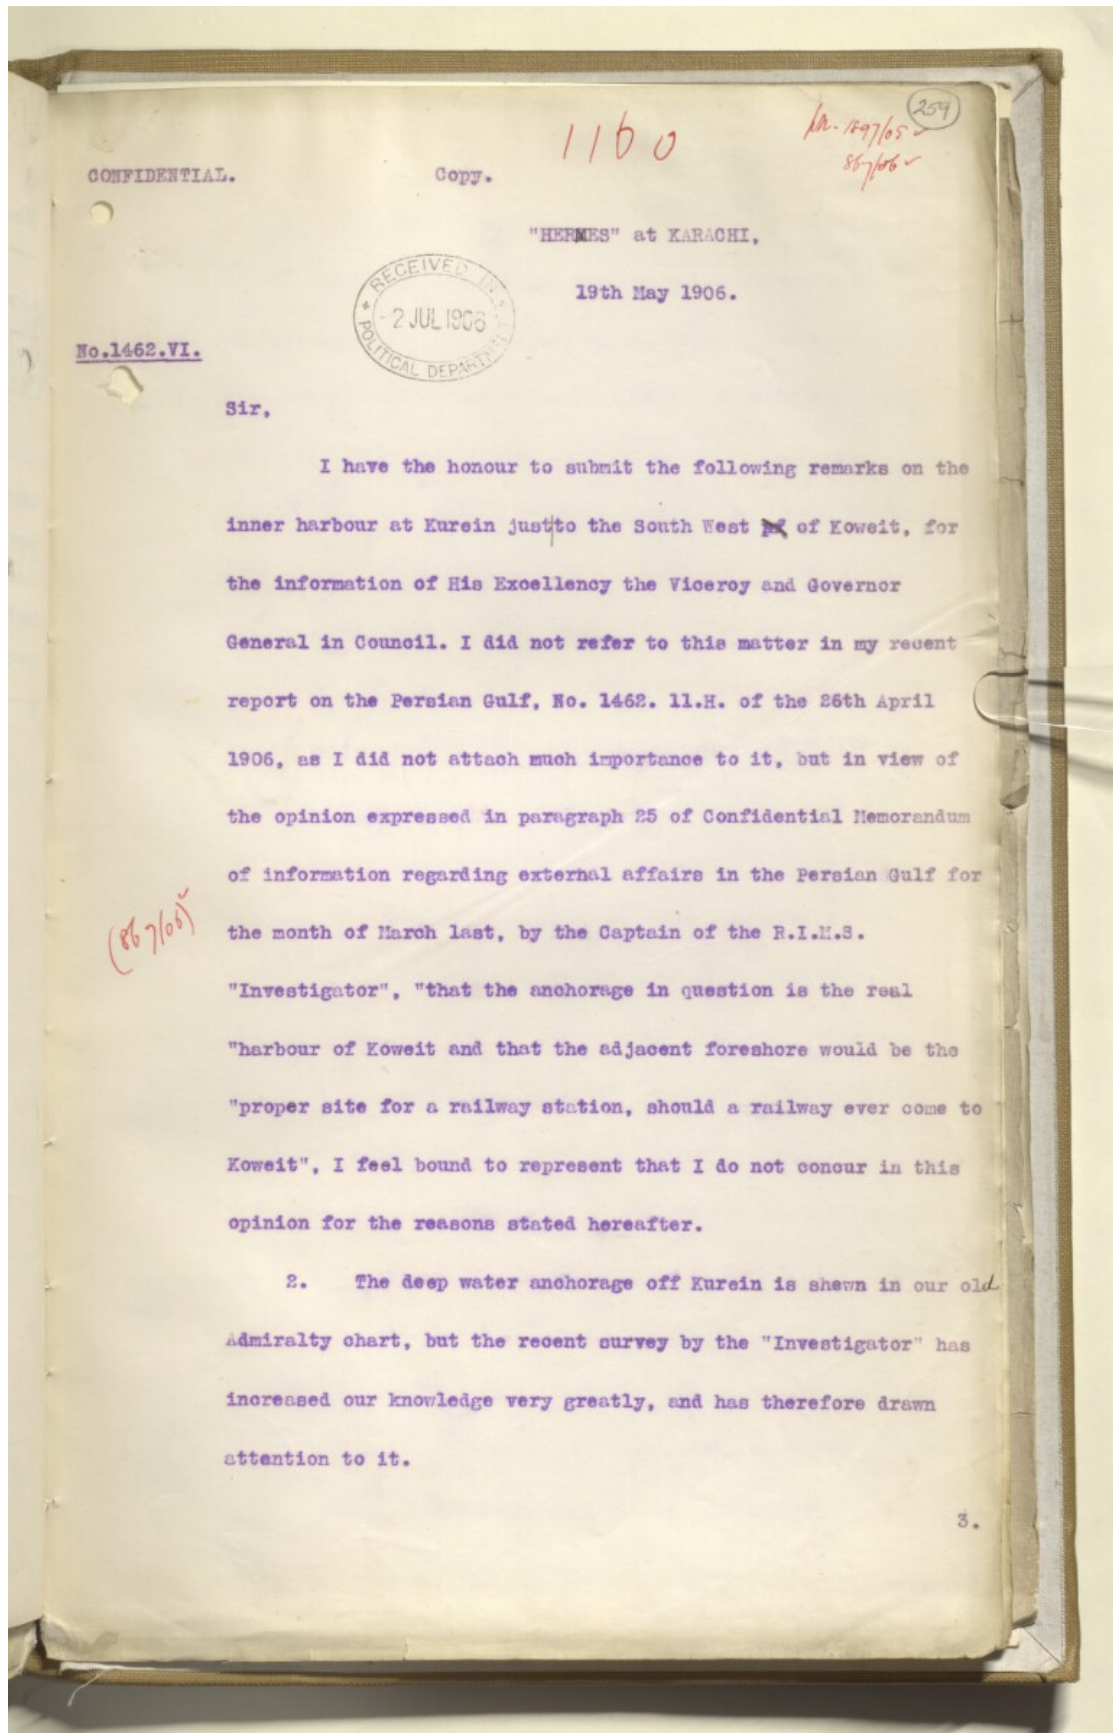 259
1160
1897/05 ✓
867/06 ✓
CONFIDENTIAL.
Copy.
"HERMES" at KARACHI,
19th May 1906.
RECEIVED IN
2 JUL 1906
POLITICAL DEPARTMENT
No.1462.VI.
Sir,
I have the honour to submit the following remarks on the
inner harbour at Kurein just|to the South West of Koweit, for
the information of His Excellency the Viceroy and Governor
General in Council. I did not refer to this matter in my recent
report on the Persian Gulf, No. 1462. 11.H. of the 26th April
1906, as I did not attach much importance to it, but in view of
the opinion expressed in paragraph 25 of Confidential Memorandum
of information regarding external affairs in the Persian Gulf for
(867/06) ✓
the month of March last, by the Captain of the R.I.M.S.
"Investigator", "that the anchorage in question is the real
"harbour of Koweit and that the adjacent foreshore would be the
"proper site for a railway station, should a railway ever come to
Koweit", I feel bound to represent that I do not concur in this
opinion for the reasons stated hereafter.
2. The deep water anchorage off Kurein is shewn in our old
Admiralty chart, but the recent survey by the "Investigator" has
increased our knowledge very greatly, and has therefore drawn
attention to it.
3.